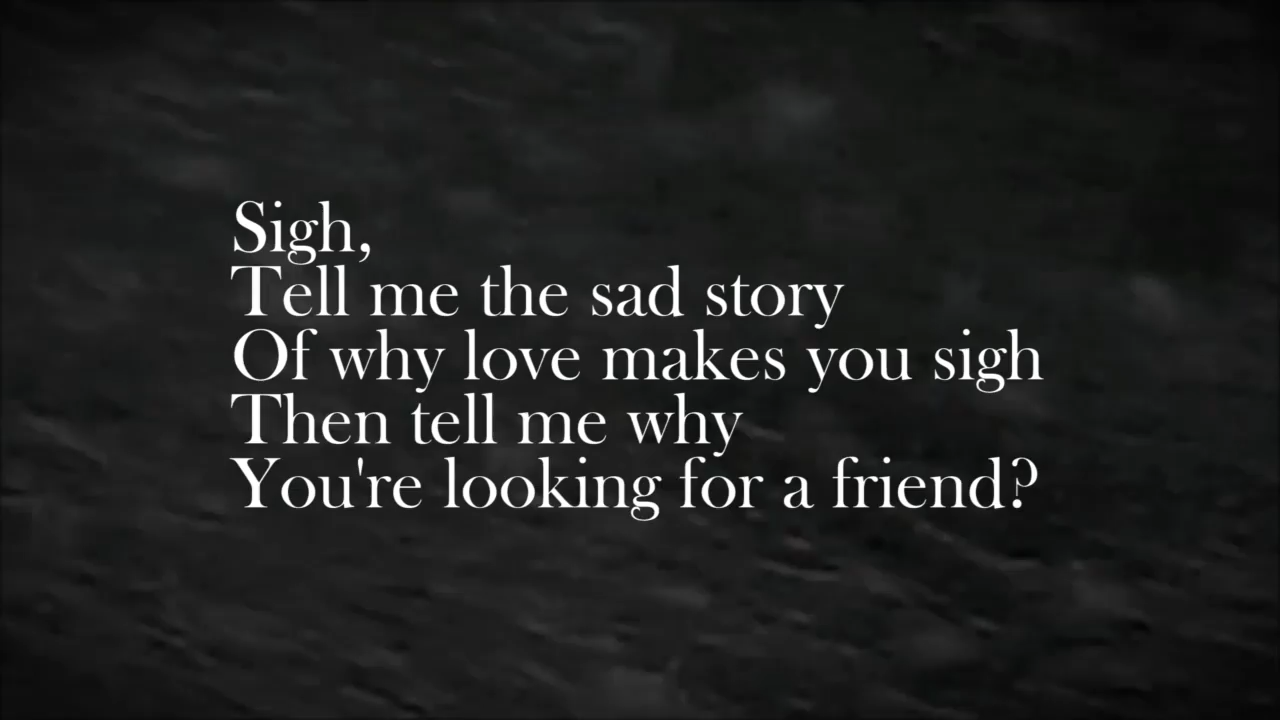 Sigh,
Tell me the sad story
Of why love makes you sigh
Then tell me why
You're looking for a friend?